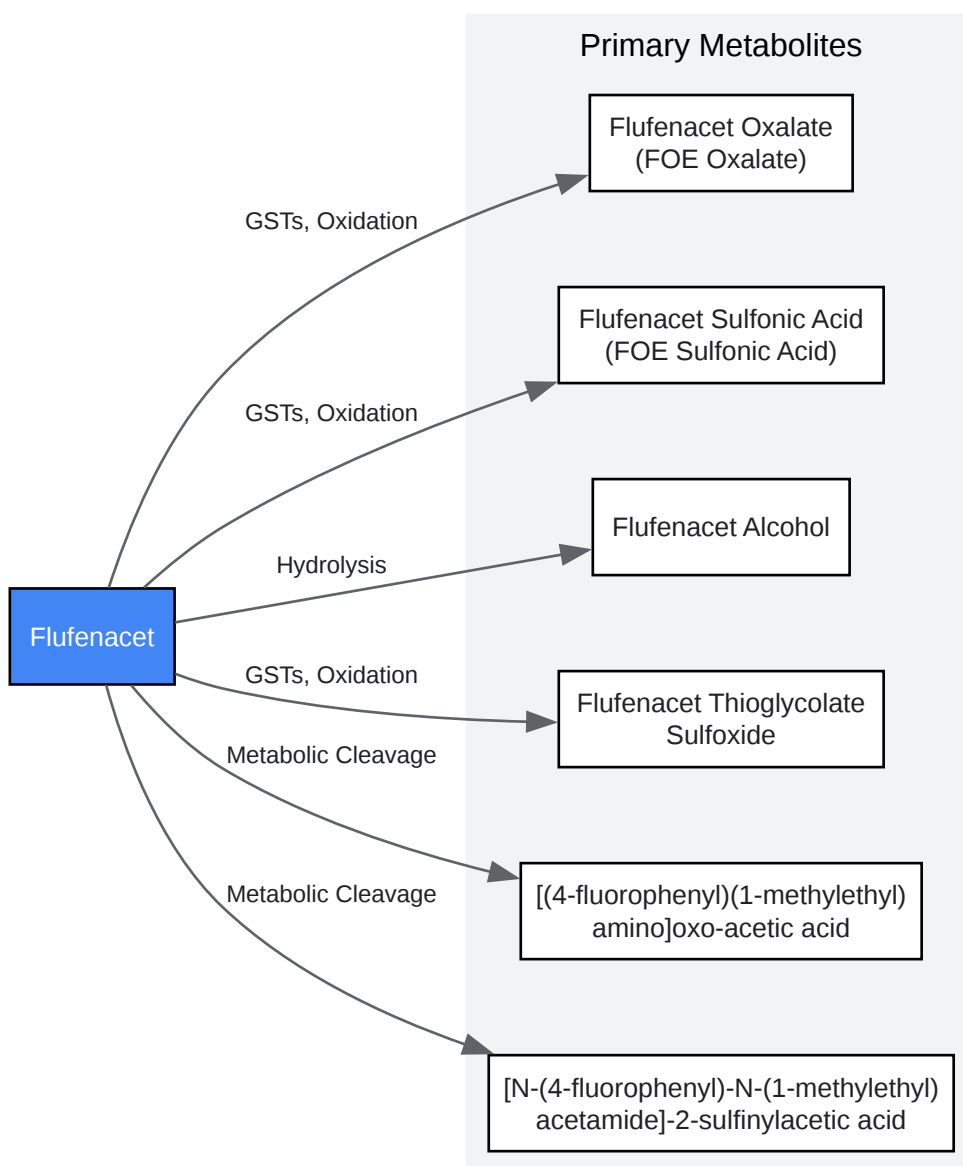 Primary Metabolites
Flufenacet Oxalate
(FOE Oxalate)
GSTs, Oxidation
Flufenacet Sulfonic Acid
(FOE Sulfonic Acid)
GSTs, Oxidation
Flufenacet Alcohol
Hydrolysis
Flufenacet
GSTs, Oxidation
Flufenacet Thioglycolate
Sulfoxide
Metabolic Cleavage
[(4-fluorophenyl)(1-methylethyl)
amino]oxo-acetic acid
Metabolic Cleavage
[N-(4-fluorophenyl)-N-(1-methylethyl)
acetamide]-2-sulfinylacetic acid